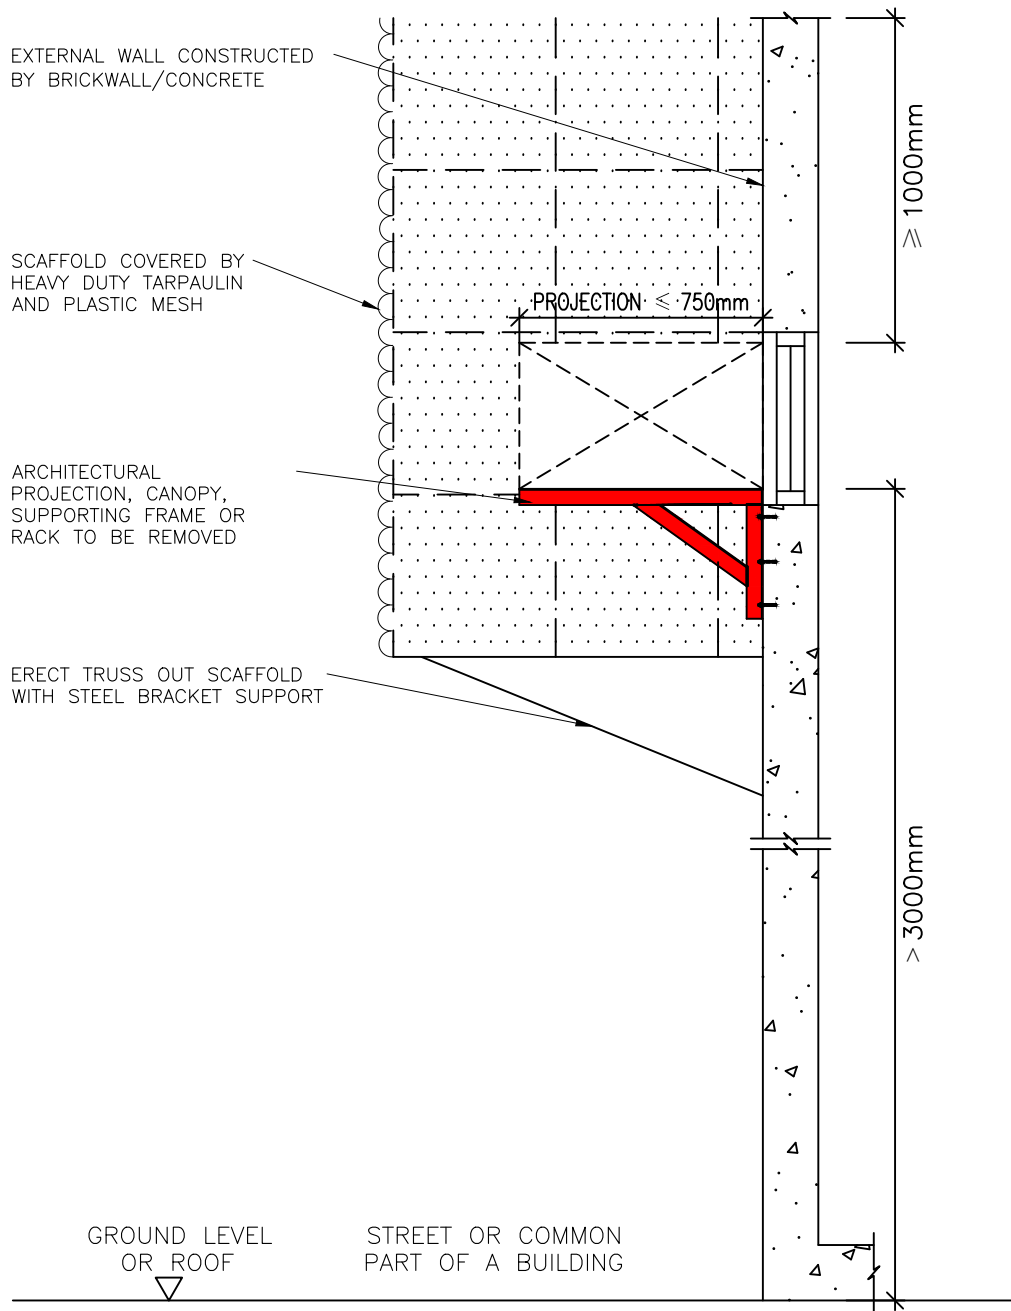 EXTERNAL WALL CONSTRUCTED
BY BRICKWALL/CONCRETE
≥ 1000mm
SCAFFOLD COVERED BY
HEAVY DUTY TARPAULIN
AND PLASTIC MESH
PROJECTION ≤ 750mm
ARCHITECTURAL
PROJECTION, CANOPY,
SUPPORTING FRAME OR
RACK TO BE REMOVED
ERECT TRUSS OUT SCAFFOLD
WITH STEEL BRACKET SUPPORT
> 3000mm
GROUND LEVEL
OR ROOF
STREET OR COMMON
PART OF A BUILDING